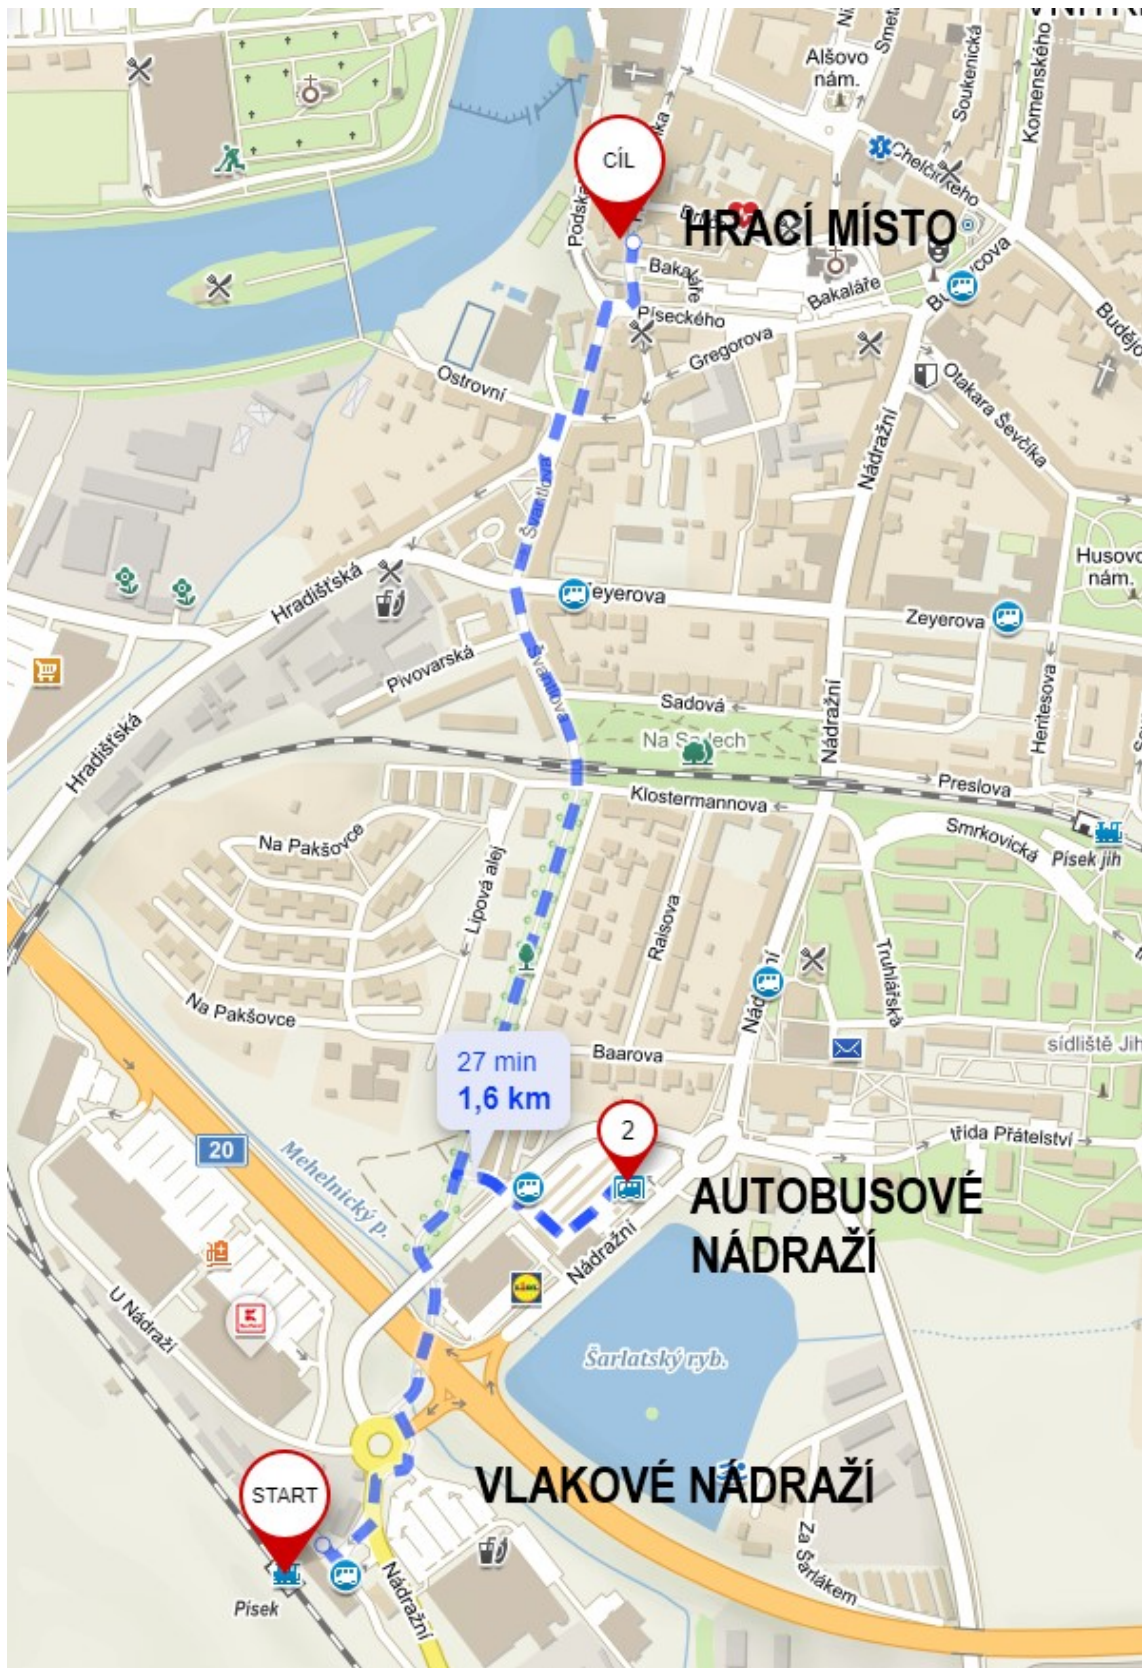 Alšovo
nám.
Soukenická
Komenského
CÍL
Chelčického
HRACÍ MÍSTO
Bakaláře
Bakaláře
Píseckého
Gregorova
Ostrovní
Otakara Ševčíka
Nádražní
Švantlova
Husovo
nám.
Hradišťská
Zeyerova
Pivovarská
Švantlova
Sadová
Na Sadech
Nádražní
Heritesova
Hradišťská
Preslova
Klostermannova
Smrkovická
Písek jih
Na Pakšovce
Lipová alej
Raisova
Truhlářská
Na Pakšovce
Baarova
sídliště Jih
27 min
1,6 km
20
2
třída Přátelství
Mehelnický p.
AUTOBUSOVÉ
NÁDRAŽÍ
Nádražní
U Nádraží
Šarlatský ryb.
VLAKOVÉ NÁDRAŽÍ
START
Za Šarlákem
Nádražní
Písek